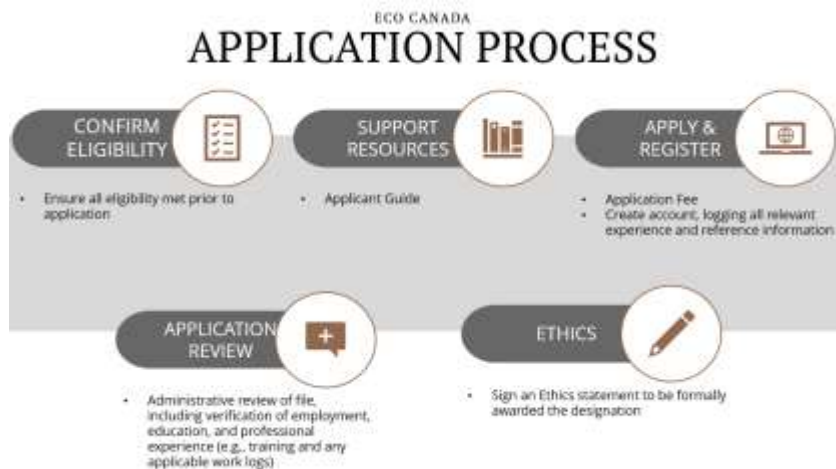 ECO CANADA
APPLICATION PROCESS
CONFIRM
ELIGIBILITY
• Ensure all eligibility met prior to
application
SUPPORT
RESOURCES
• Applicant Guide
APPLY &
REGISTER
• Application Fee
• Create account, logging all relevant
experience and reference information
APPLICATION
REVIEW
• Administrative review of file,
including verification of employment,
education, and professional
experience (e.g., training and any
applicable work logs)
ETHICS
• Sign an Ethics statement to be formally
awarded the designation